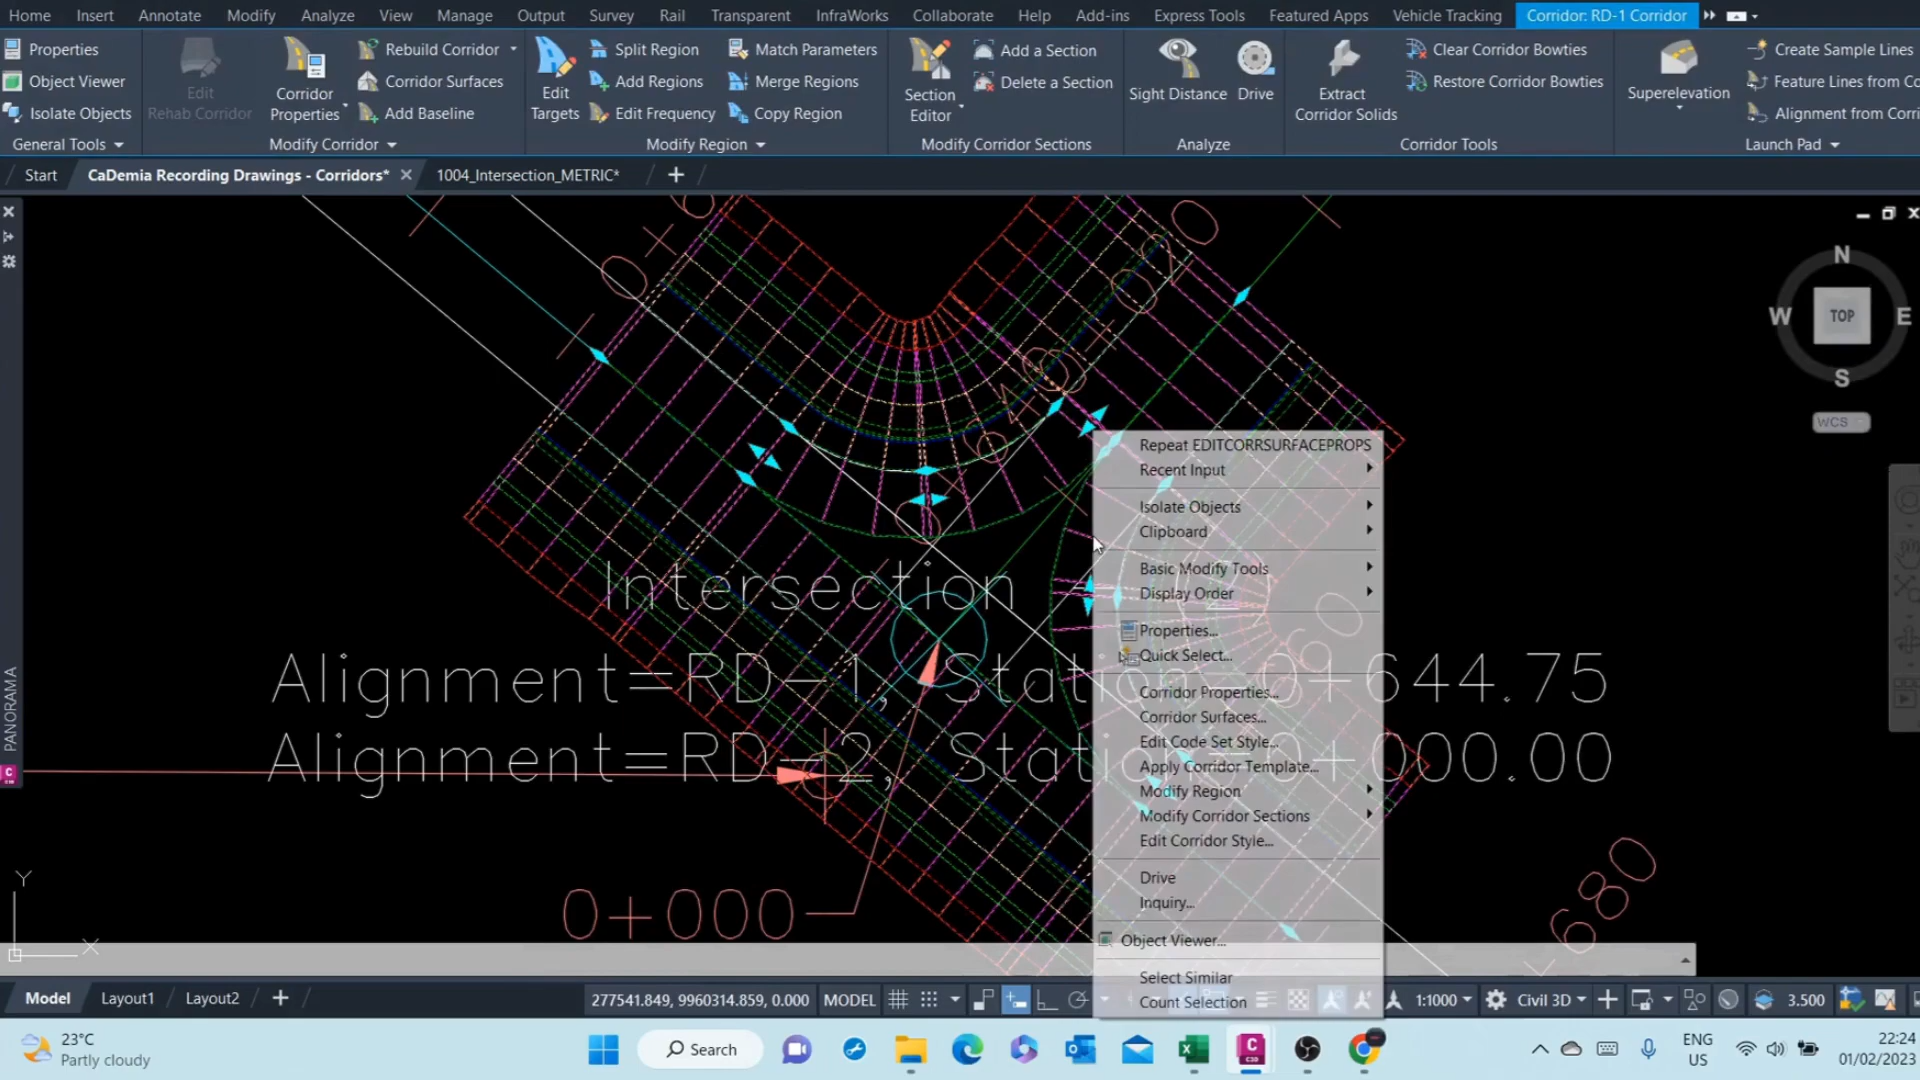 Home Insert Annotate Modify Analyze View Manage Output Survey Rail Transparent InfraWorks Collaborate Help Add-ins Express Tools Featured Apps Vehicle Tracking Corridor: RD-1 Corridor
Properties
Object Viewer
Isolate Objects
General Tools
Edit
Rehab Corridor
Corridor
Properties
Rebuild Corridor
Corridor Surfaces
Add Baseline
Modify Corridor
Edit
Targets
Split Region
Add Regions
Edit Frequency
Match Parameters
Merge Regions
Copy Region
Modify Region
Section
Editor
Add a Section
Delete a Section
Modify Corridor Sections
Sight Distance
Drive
Analyze
Extract
Corridor Solids
Clear Corridor Bowties
Restore Corridor Bowties
Corridor Tools
Superelevation
Create Sample Lines
Feature Lines from Co
Alignment from Corri
Launch Pad
Start
CaDemia Recording Drawings - Corridors*
1004_Intersection_METRIC*
N
W
TOP
E
S
WCS
PANORAMA
Intersection
Alignment=RD-1, Station 0+644.75
Alignment=RD-2, Station=0+000.00
0+000
680
Repeat EDITCORRSURFACEPROPS
Recent Input
Isolate Objects
Clipboard
Basic Modify Tools
Display Order
Properties...
Quick Select...
Corridor Properties...
Corridor Surfaces...
Edit Code Set Style...
Apply Corridor Template...
Modify Region
Modify Corridor Sections
Edit Corridor Style...
Drive
Inquiry...
Object Viewer...
Select Similar
Count Selection
Y
X
Model Layout1 Layout2
277541.849, 9960314.859, 0.000 MODEL 1:1000 Civil 3D 3.500
23°C
Partly cloudy
Search
ENG
US
22:24
01/02/2023